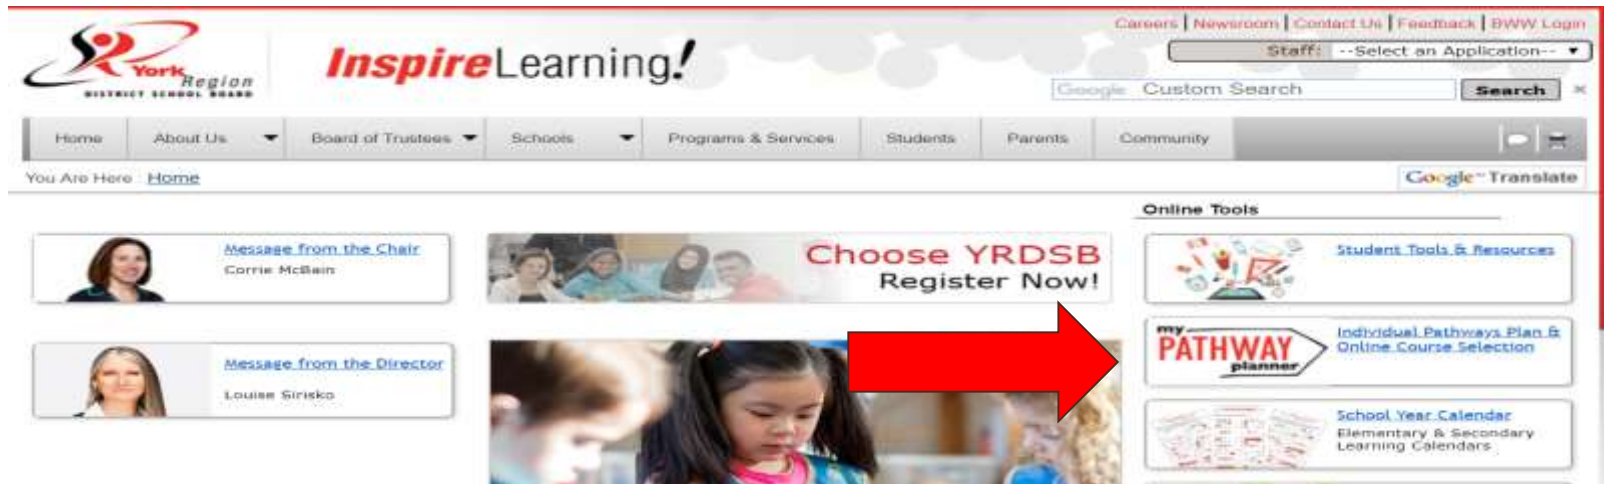 Careers | Newsroom | Contact Us | Feedback | BWW Login
York
Region
DISTRICT SCHOOL BOARD
InspireLearning!
Staff: --Select an Application--
Google Custom Search
Search
Home
About Us
Board of Trustees
Schools
Programs & Services
Students
Parents
Community
You Are Here : Home
Google™ Translate
Online Tools
Message from the Chair
Corrie McBain
Choose YRDSB
Register Now!
Student Tools & Resources
Message from the Director
Louise Sirisko
my
PATHWAY
planner
Individual Pathways Plan &
Online Course Selection
School Year Calendar
Elementary & Secondary
Learning Calendars